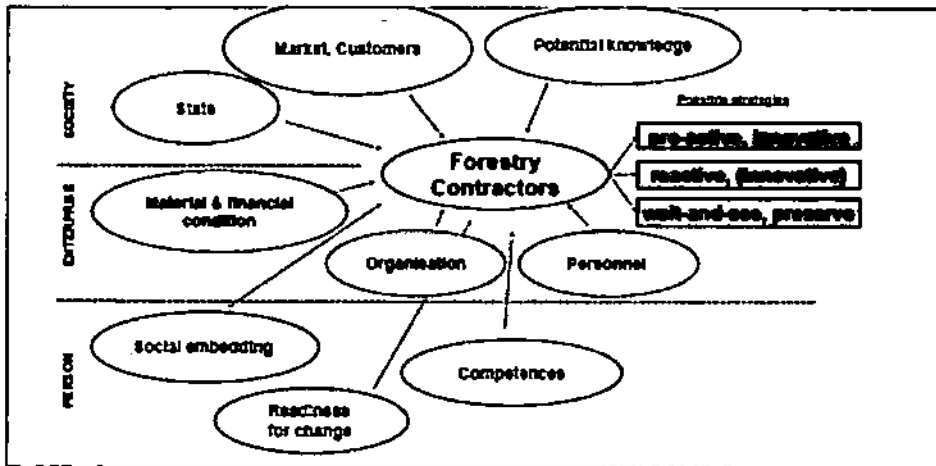 Market, Customers
Potential knowledge
SOCIETY
State
Possible strategies
pro-active, innovative
Forestry
Contractors
reactive, (innovative)
wait-and-see, preserve
ENTERPRISE
Material & financial
condition
Organisation
Personnel
PERSON
Social embedding
Competences
Readiness
for change